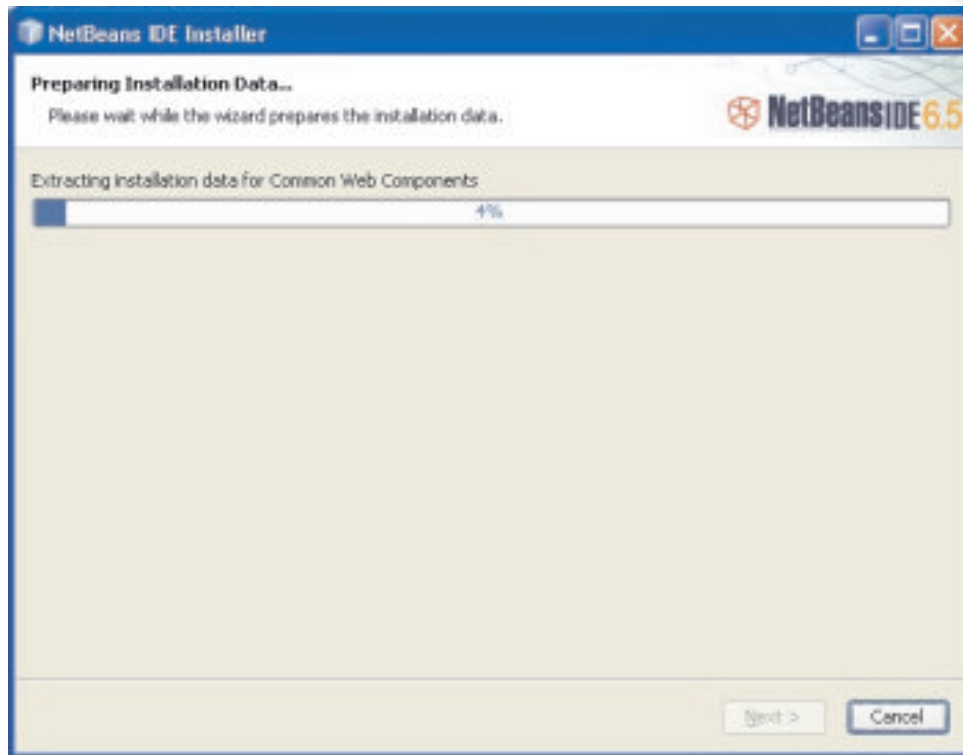 NetBeans IDE Installer
Preparing Installation Data...
Please wait while the wizard prepares the installation data.
NetBeans IDE 6.5
Extracting installation data for Common Web Components
4%
Next >
Cancel